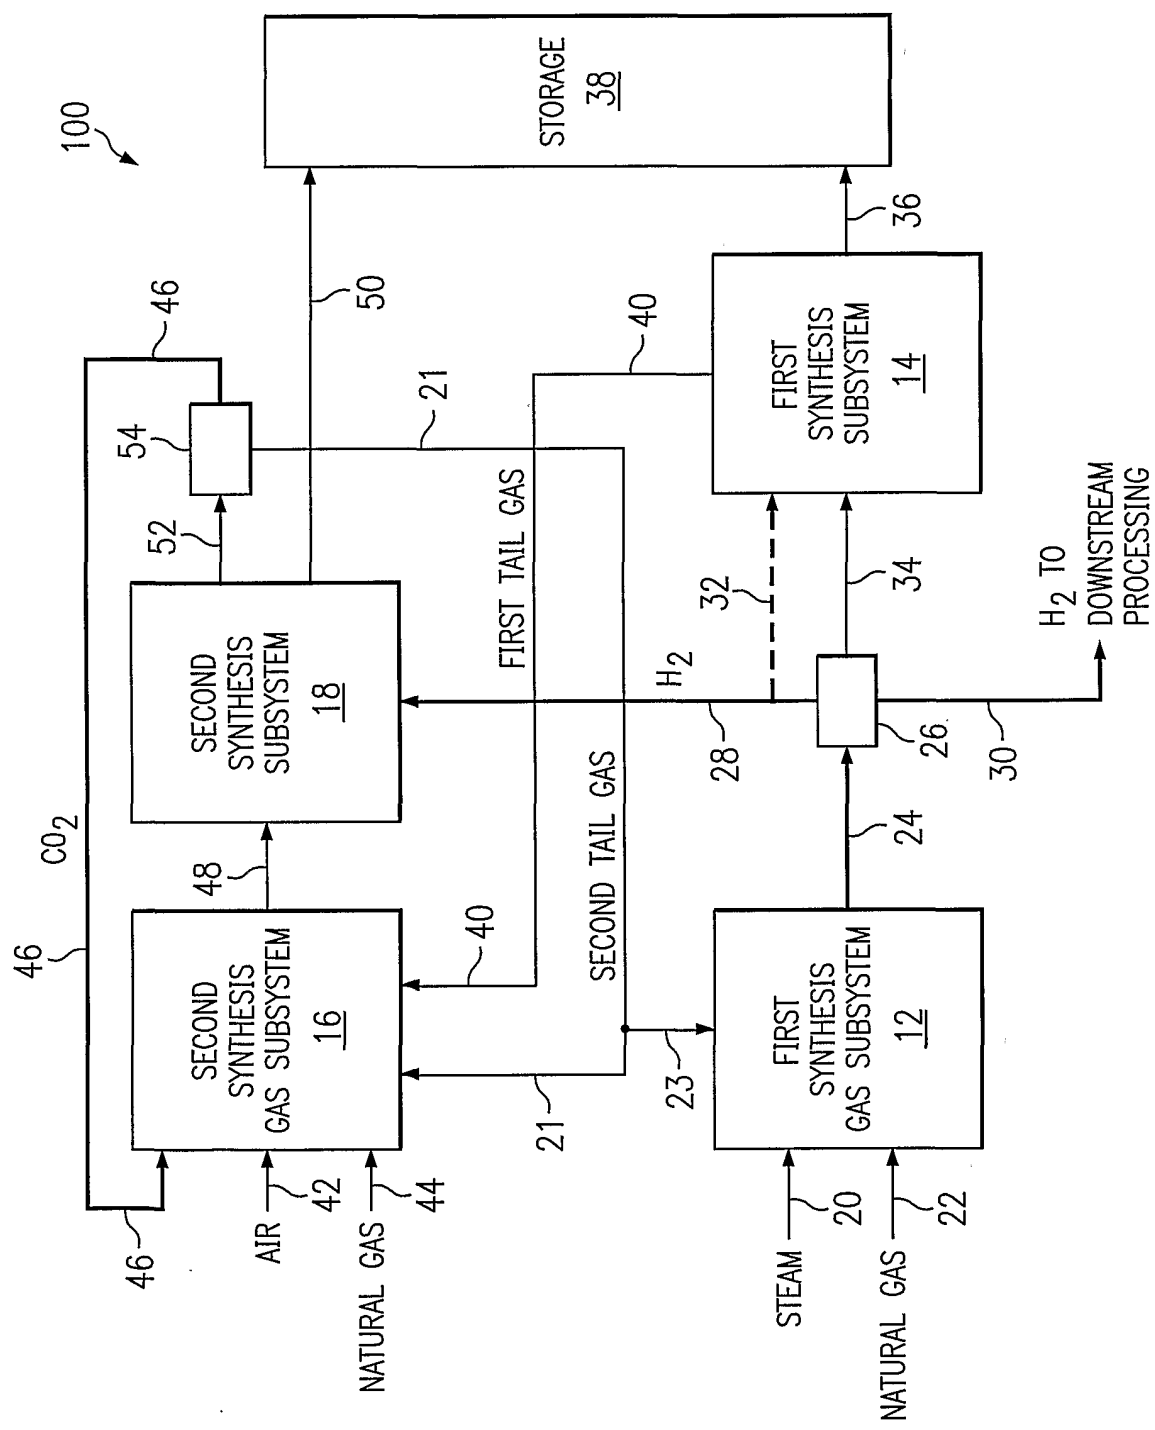 100
CO2
46
46
46
54
52
SECOND
SYNTHESIS
SUBSYSTEM
18
48
SECOND
SYNTHESIS
GAS SUBSYSTEM
16
AIR
42
NATURAL GAS
44
50
STORAGE
38
21
FIRST TAIL GAS
40
40
SECOND TAIL GAS
21
23
H2
28
32
FIRST
SYNTHESIS
SUBSYSTEM
14
36
34
26
24
30
H2 TO
DOWNSTREAM
PROCESSING
FIRST
SYNTHESIS
GAS SUBSYSTEM
12
STEAM
20
NATURAL GAS
22